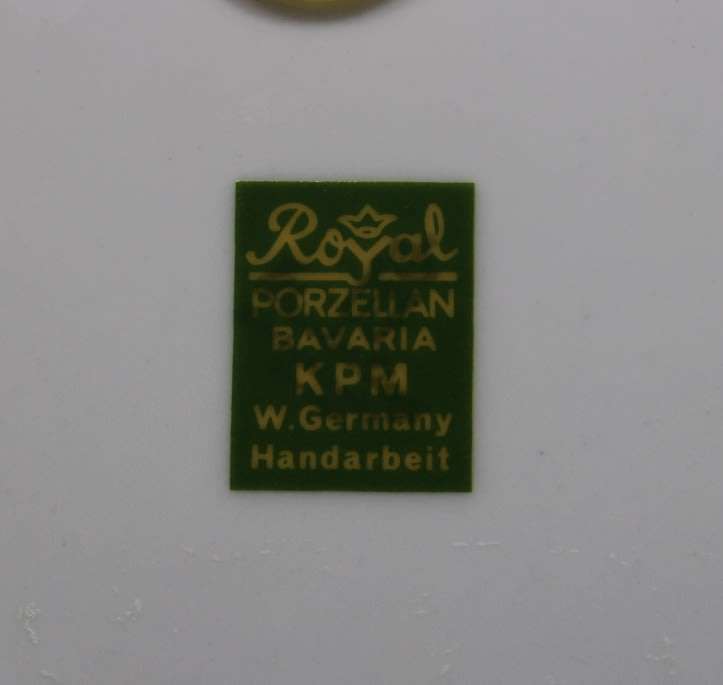 Royal
PORZELLAN
BAVARIA
KPM
W. Germany
Handarbeit